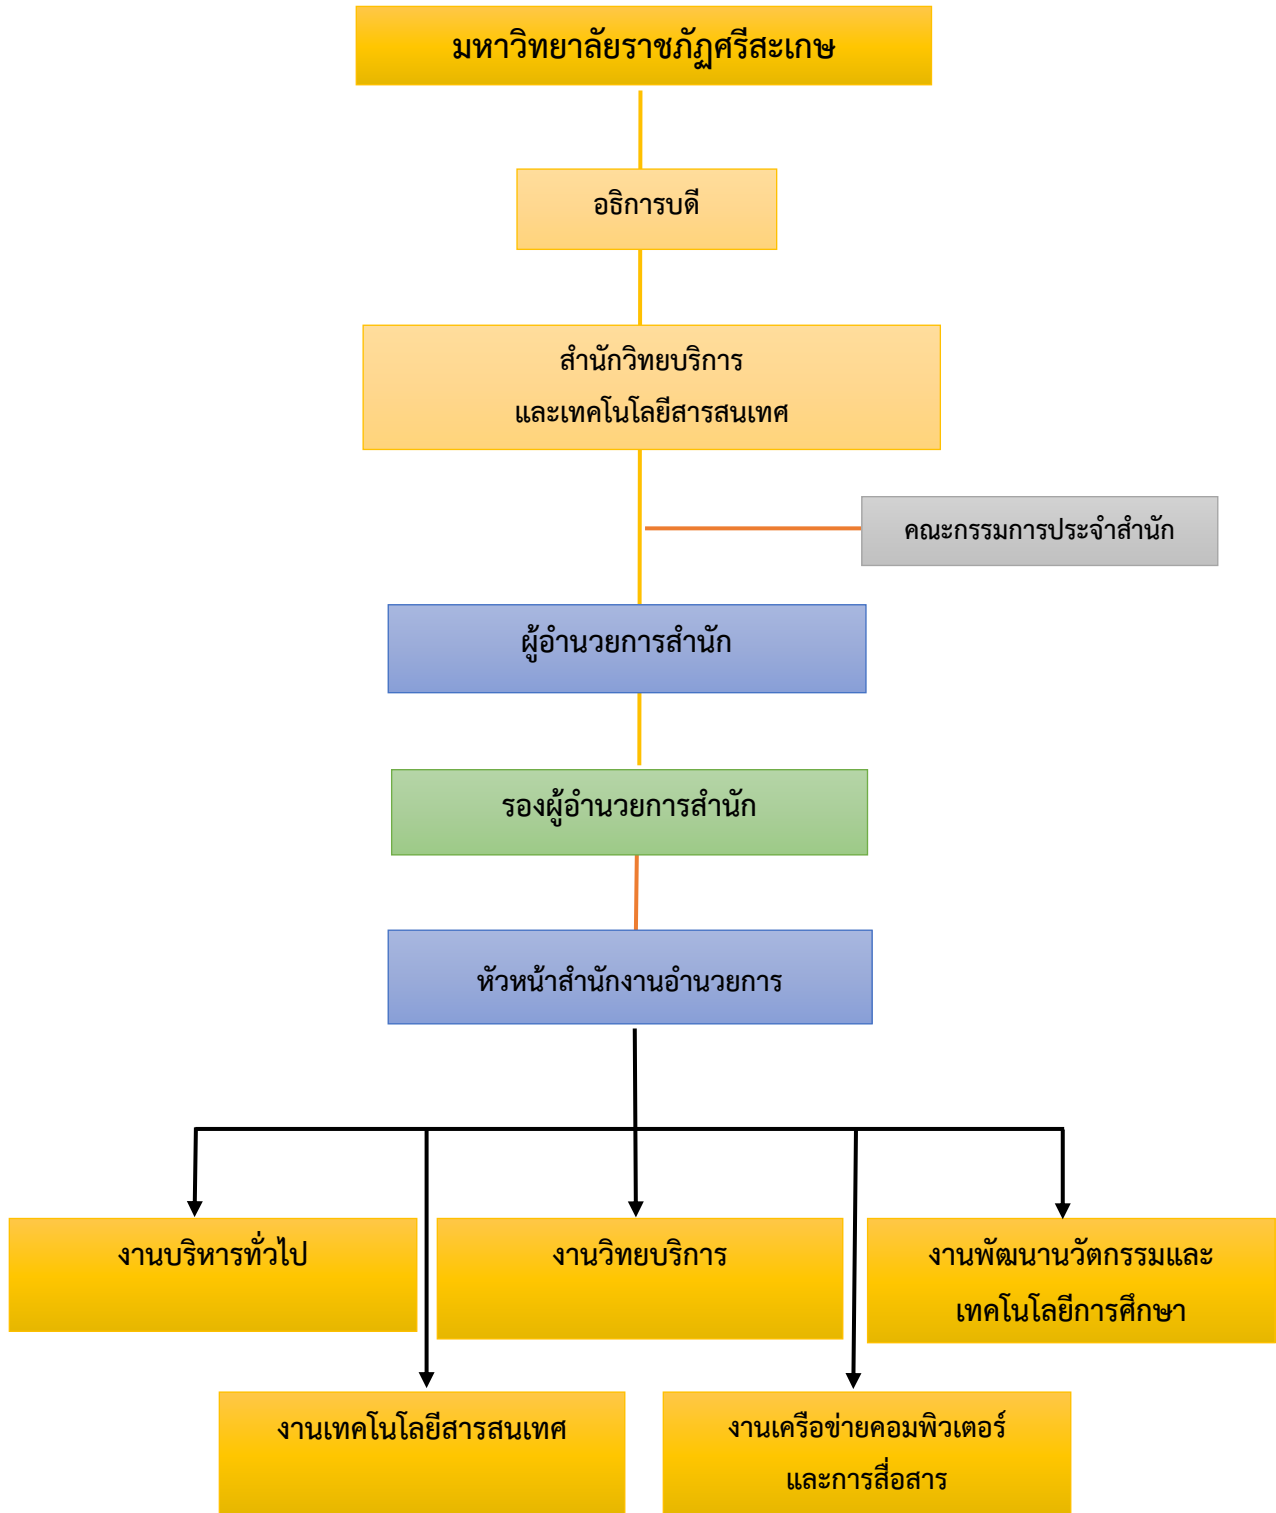 มหาวิทยาลัยราชภัฏศรีสะเกษ
อธิการบดี
สำนักวิทยบริการ
และเทคโนโลยีสารสนเทศ
คณะกรรมการประจำสำนัก
ผู้อำนวยการสำนัก
รองผู้อำนวยการสำนัก
หัวหน้าสำนักงานอำนวยการ
งานบริหารทั่วไป
งานวิทยบริการ
งานพัฒนานวัตกรรมและ
เทคโนโลยีการศึกษา
งานเทคโนโลยีสารสนเทศ
งานเครือข่ายคอมพิวเตอร์
และการสื่อสาร